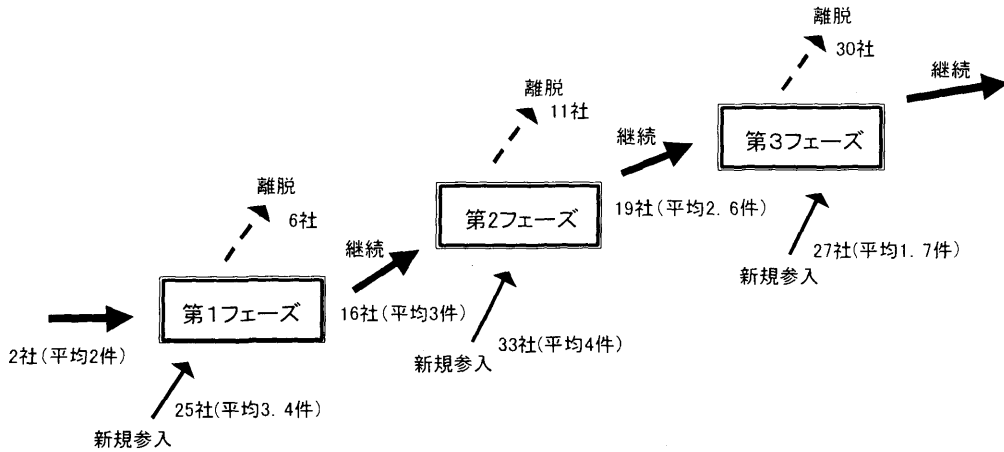 離脱
30社
継続
第3フェーズ
離脱
11社
継続
第2フェーズ
19社(平均2.6件)
27社(平均1.7件)
新規参入
離脱
6社
継続
第1フェーズ
16社(平均3件)
33社(平均4件)
新規参入
2社(平均2件)
25社(平均3.4件)
新規参入